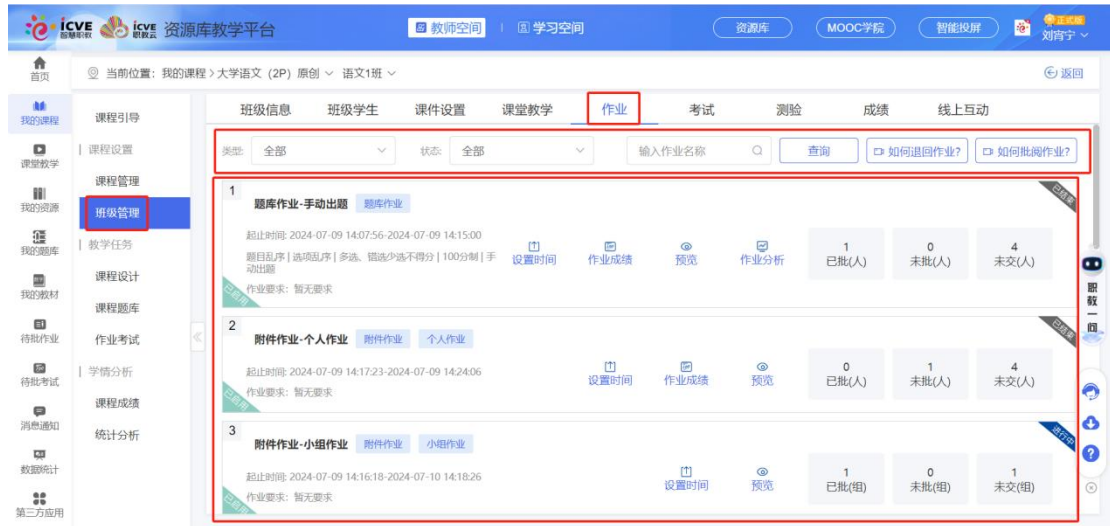 icve 智慧职教 icve 职教云 资源库教学平台 教师空间 学习空间 资源库 MOOC学院 智能投屏 正式版 刘宵宁
首页
当前位置: 我的课程 > 大学语文 (2P) 原创 语文1班 返回
我的课程
课堂教学
我的资源
我的题库
我的教材
待批作业
待批考试
消息通知
数据统计
第三方应用
课程引导
课程设置
课程管理
班级管理
教学任务
课程设计
课程题库
作业考试
学情分析
课程成绩
统计分析
班级信息 班级学生 课件设置 课堂教学 作业 考试 测验 成绩 线上互动
类型: 全部 状态: 全部 输入作业名称 查询 如何退回作业? 如何批阅作业?
1 已结束
题库作业-手动出题 题库作业
起止时间: 2024-07-09 14:07:56-2024-07-09 14:15:00
题目乱序 | 选项乱序 | 多选、错选少选不得分 | 100分制 | 手
动出题
作业要求: 暂无要求
已启用
设置时间 作业成绩 预览 作业分析
1 0 4
已批(人) 未批(人) 未交(人)
2 已结束
附件作业-个人作业 附件作业 个人作业
起止时间: 2024-07-09 14:17:23-2024-07-09 14:24:06
作业要求: 暂无要求
已启用
设置时间 作业成绩 预览
0 1 4
已批(人) 未批(人) 未交(人)
3 进行中
附件作业-小组作业 附件作业 小组作业
起止时间: 2024-07-09 14:16:18-2024-07-10 14:18:26
作业要求: 暂无要求
已启用
设置时间 预览
1 0 1
已批(组) 未批(组) 未交(组)
职教一问